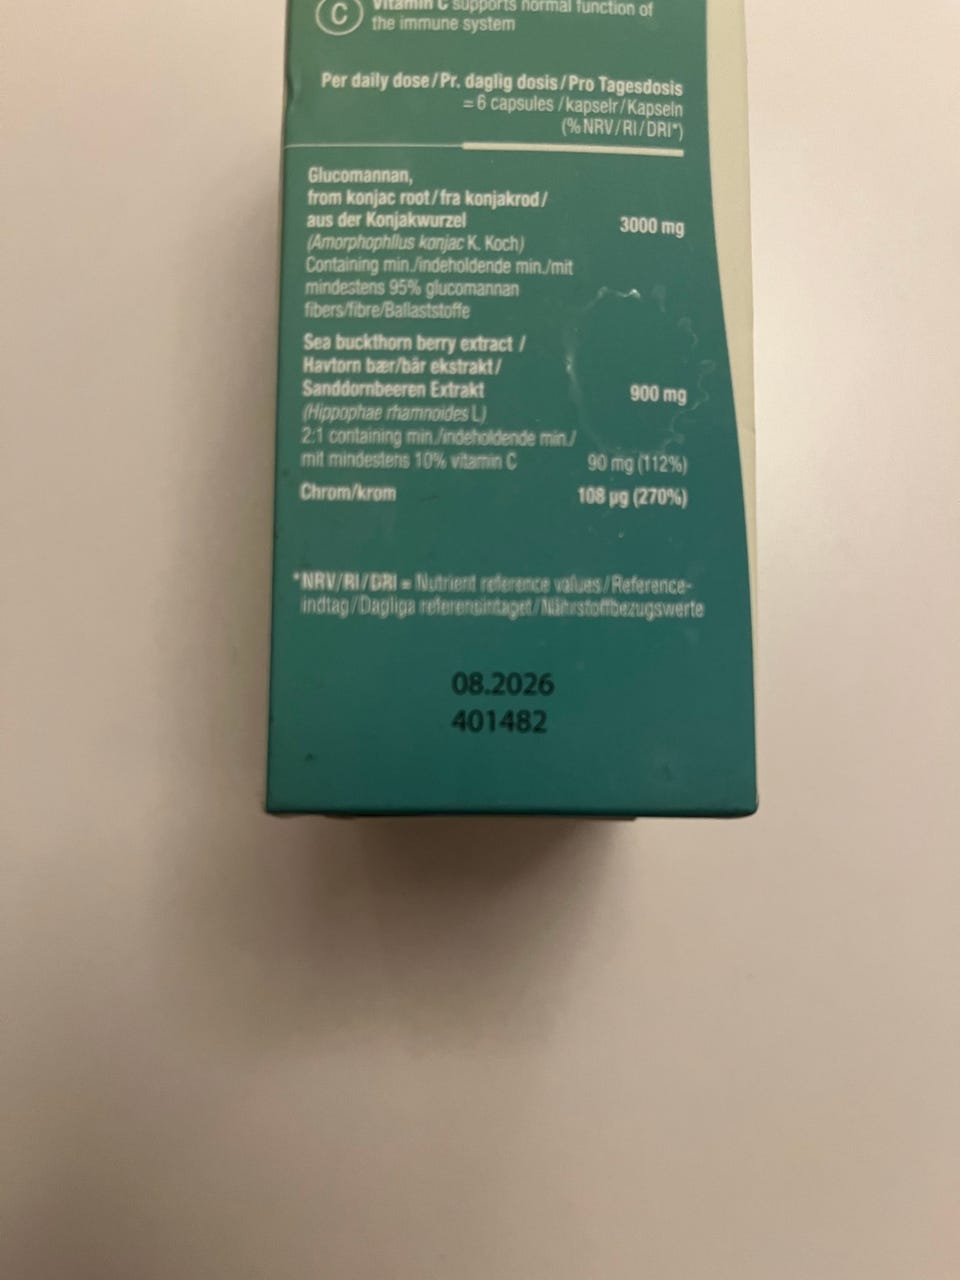 C
Vitamin C supports normal function of
the immune system
Per daily dose/Pr. daglig dosis/Pro Tagesdosis
= 6 capsules /kapselr/Kapseln
(% NRV/RI/DRI*)
Glucomannan,
from konjac root/fra konjakrod/
aus der Konjakwurzel
3000 mg
(Amorphophllus konjac K. Koch)
Containing min./indeholdende min./mit
mindestens 95% glucomannan
fibers/fibre/Ballaststoffe
Sea buckthorn berry extract /
Havtorn bær/bär ekstrakt/
Sanddornbeeren Extrakt
900 mg
(Hippophae rhamnoides L)
2:1 containing min./indeholdende min./
mit mindestens 10% vitamin C 90 mg (112%)
Chrom/krom 108 µg (270%)
*NRV/RI/DRI = Nutrient reference values/Reference-
indtag/Dagliga referensintaget/Nährstoffbezugswerte
08.2026
401482